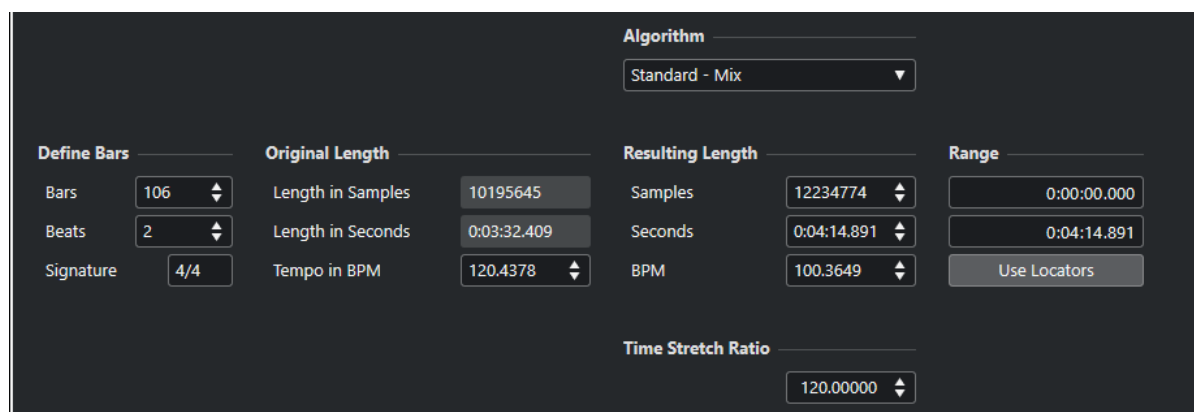 Algorithm
Standard - Mix
Define Bars Original Length Resulting Length Range
Bars 106 Length in Samples 10195645 Samples 12234774 0:00:00.000
Beats 2 Length in Seconds 0:03:32.409 Seconds 0:04:14.891 0:04:14.891
Signature 4/4 Tempo in BPM 120.4378 BPM 100.3649 Use Locators
Time Stretch Ratio
120.00000